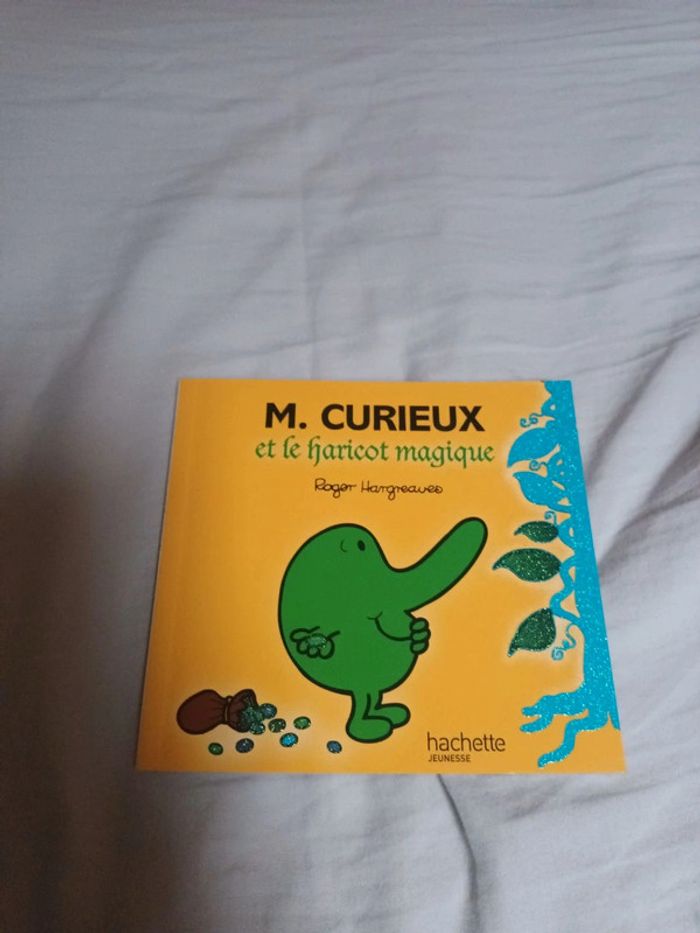 M. CURIEUX
et le haricot magique
Roger Hargreaves
hachette
JEUNESSE